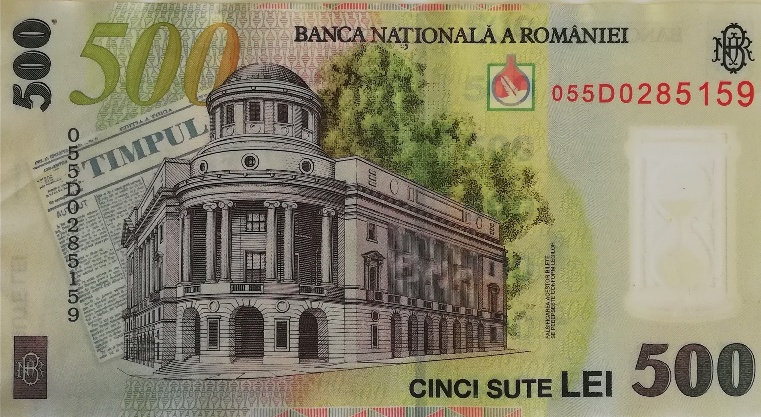 500
500
BANCA NAȚIONALĂ A ROMÂNIEI
055D0285159
TIMPUL
055D0285159
CINCI SUTE LEI 500